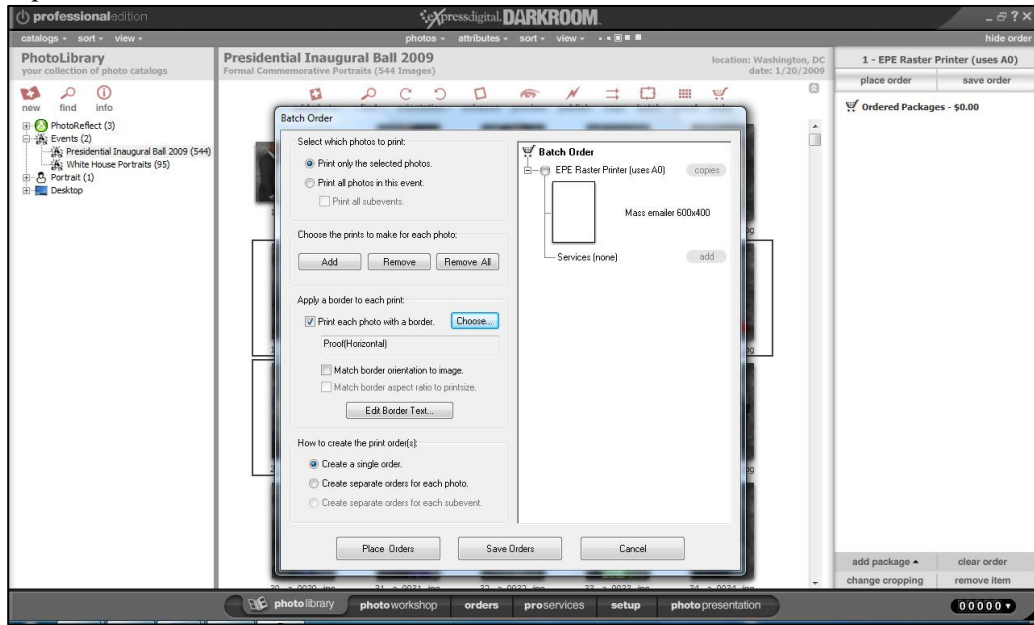 professionaledition
expressdigital. DARKROOM.
? X
catalogs sort view
photos attributes sort view
hide order
PhotoLibrary
your collection of photo catalogs
Presidential Inaugural Ball 2009
Formal Commemorative Portraits (544 Images)
location: Washington, DC
date: 1/20/2009
1 - EPE Raster Printer (uses A0)
place order save order
Ordered Packages - $0.00
new find info
PhotoReflect (3)
Events (2)
Presidential Inaugural Ball 2009 (544)
White House Portraits (95)
Portrait (1)
Desktop
Batch Order
Select which photos to print:
Print only the selected photos.
Print all photos in this event.
Print all subevents.
Choose the prints to make for each photo:
Add Remove Remove All
Apply a border to each print:
Print each photo with a border. Choose...
Proof(Horizontal)
Match border orientation to image.
Match border aspect ratio to printsize.
Edit Border Text...
How to create the print order(s):
Create a single order.
Create separate orders for each photo.
Create separate orders for each subevent.
Batch Order
EPE Raster Printer (uses A0) copies
Mass emailer 600x400
Services (none) add
Place Orders Save Orders Cancel
add package clear order
change cropping remove item
photolibrary photoworkshop orders proservices setup photopresentation
00000